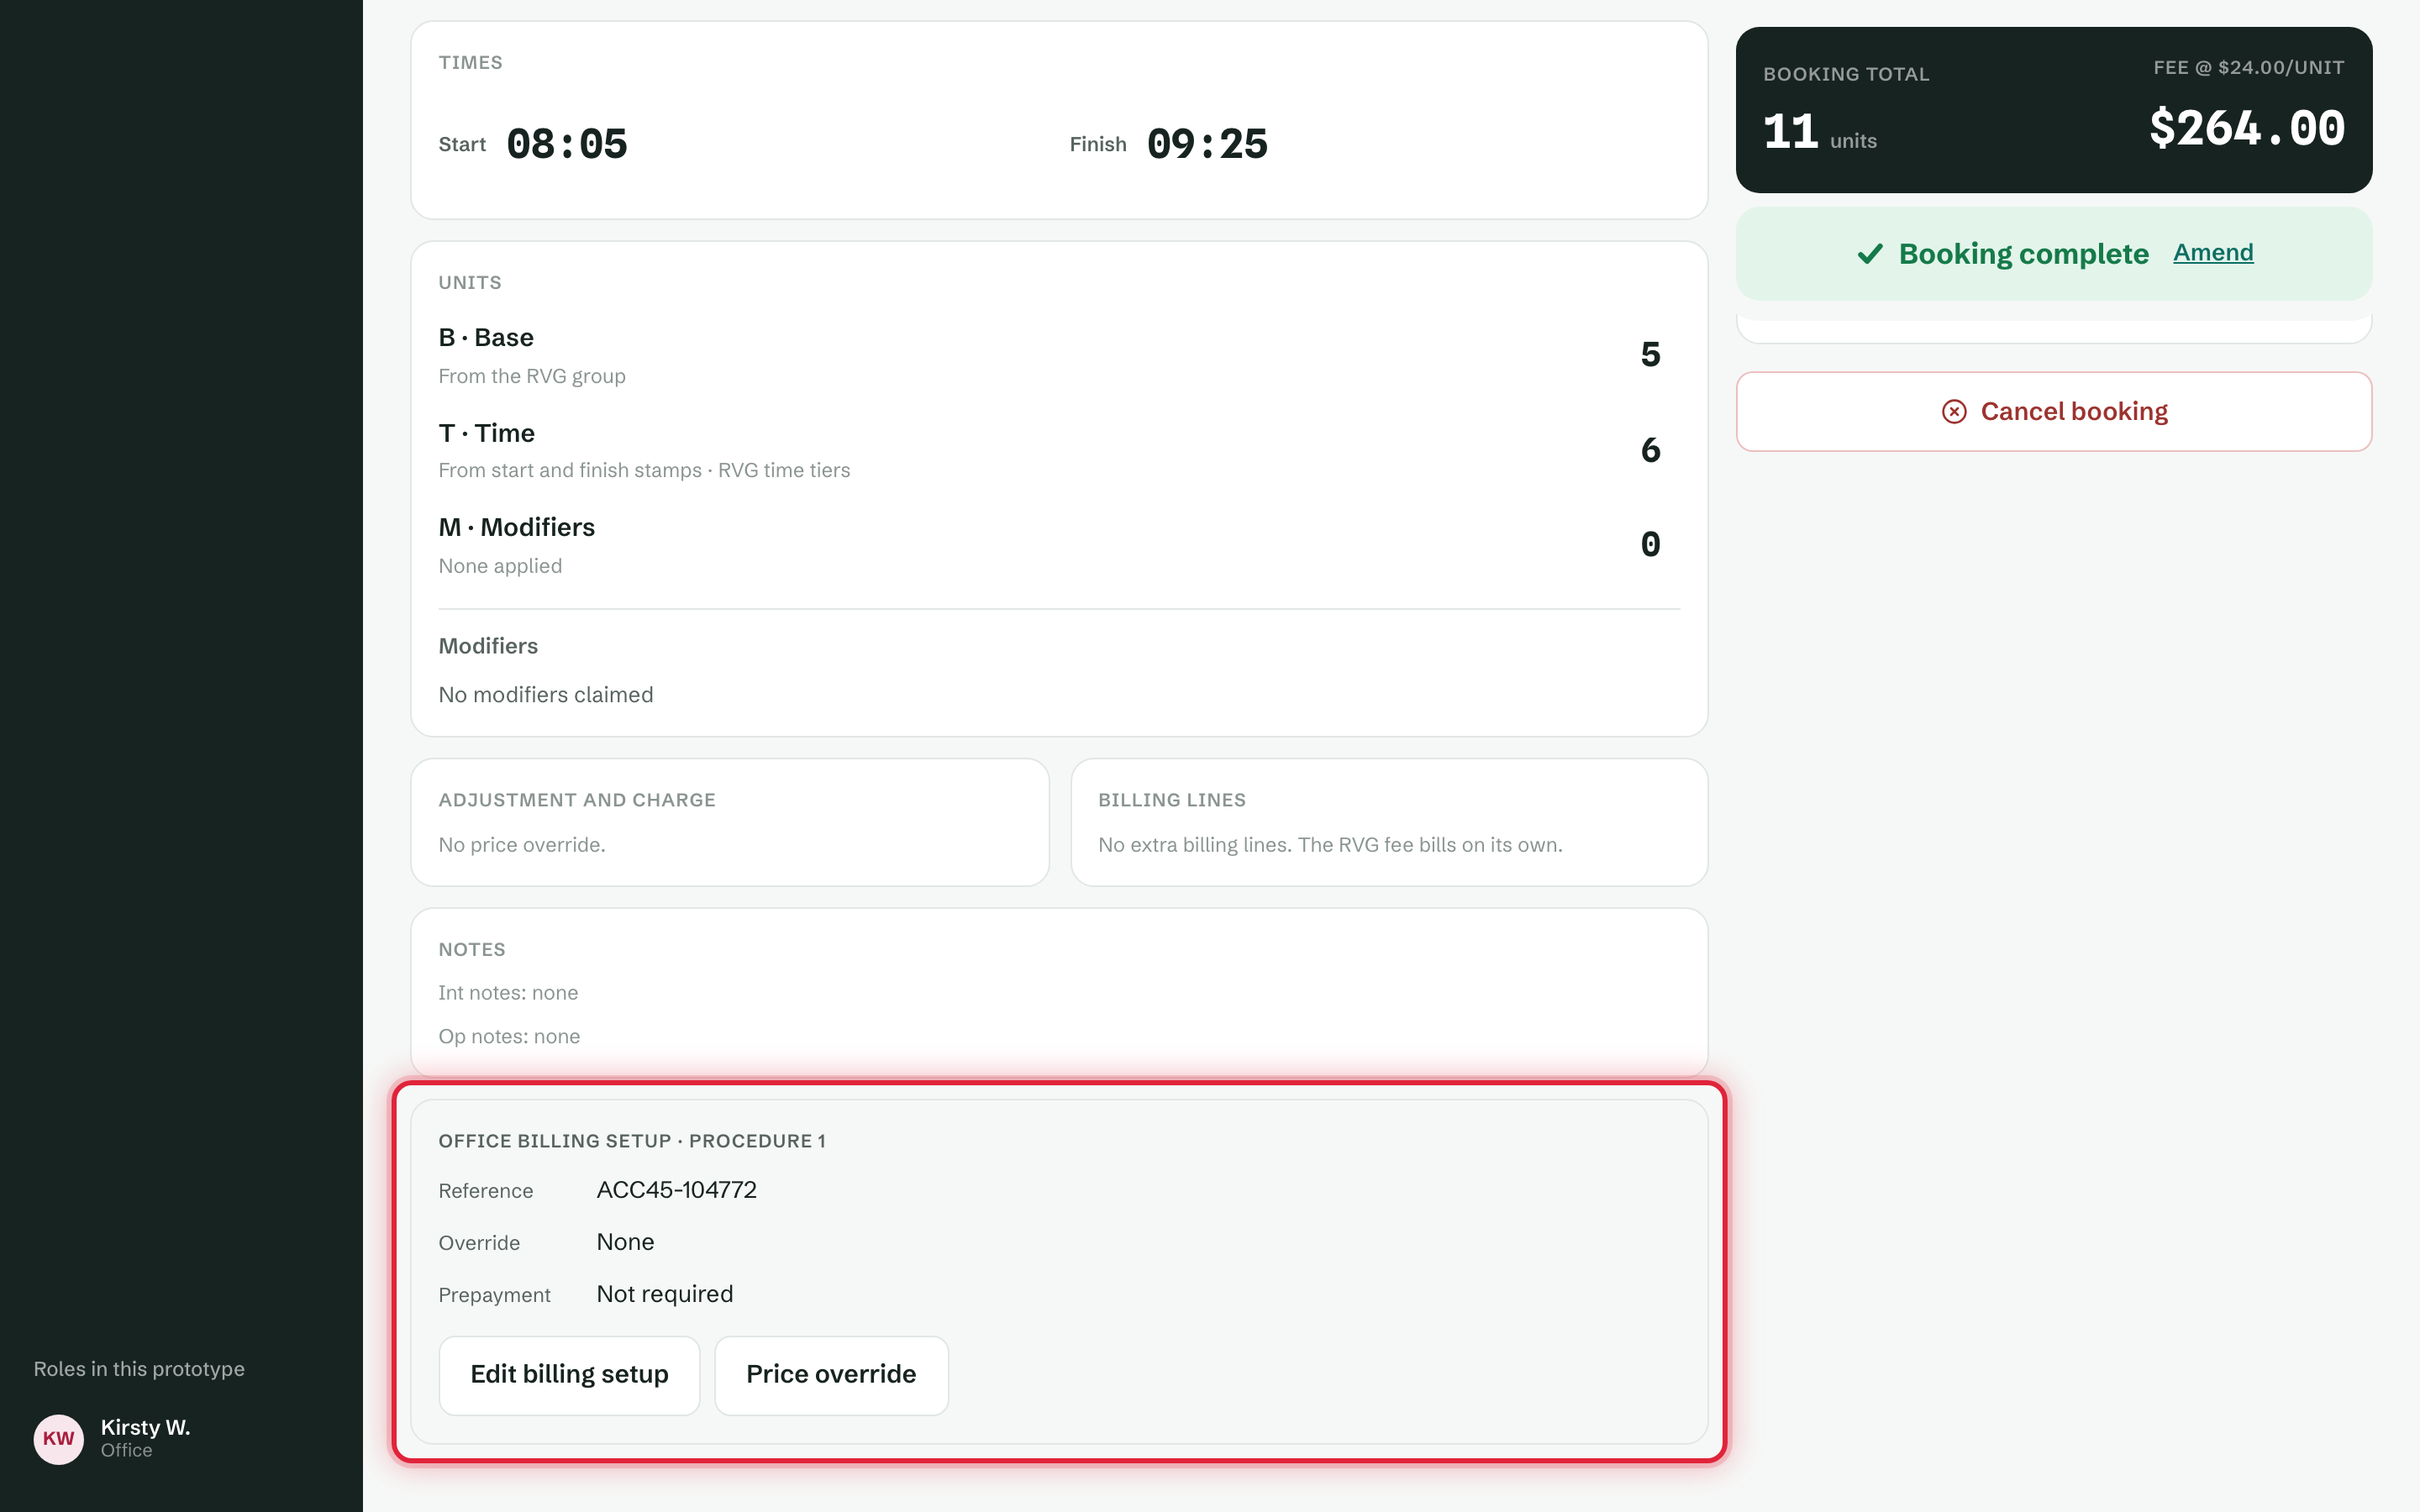 TIMES
Start 08:05
Finish 09:25
UNITS
B · Base
From the RVG group
5
T · Time
From start and finish stamps · RVG time tiers
6
M · Modifiers
None applied
0
Modifiers
No modifiers claimed
ADJUSTMENT AND CHARGE
No price override.
BILLING LINES
No extra billing lines. The RVG fee bills on its own.
NOTES
Int notes: none
Op notes: none
OFFICE BILLING SETUP · PROCEDURE 1
Reference ACC45-104772
Override None
Prepayment Not required
Edit billing setup
Price override
BOOKING TOTAL
11 units
FEE @ $24.00/UNIT
$264.00
Booking complete Amend
Cancel booking
Roles in this prototype
KW
Kirsty W.
Office